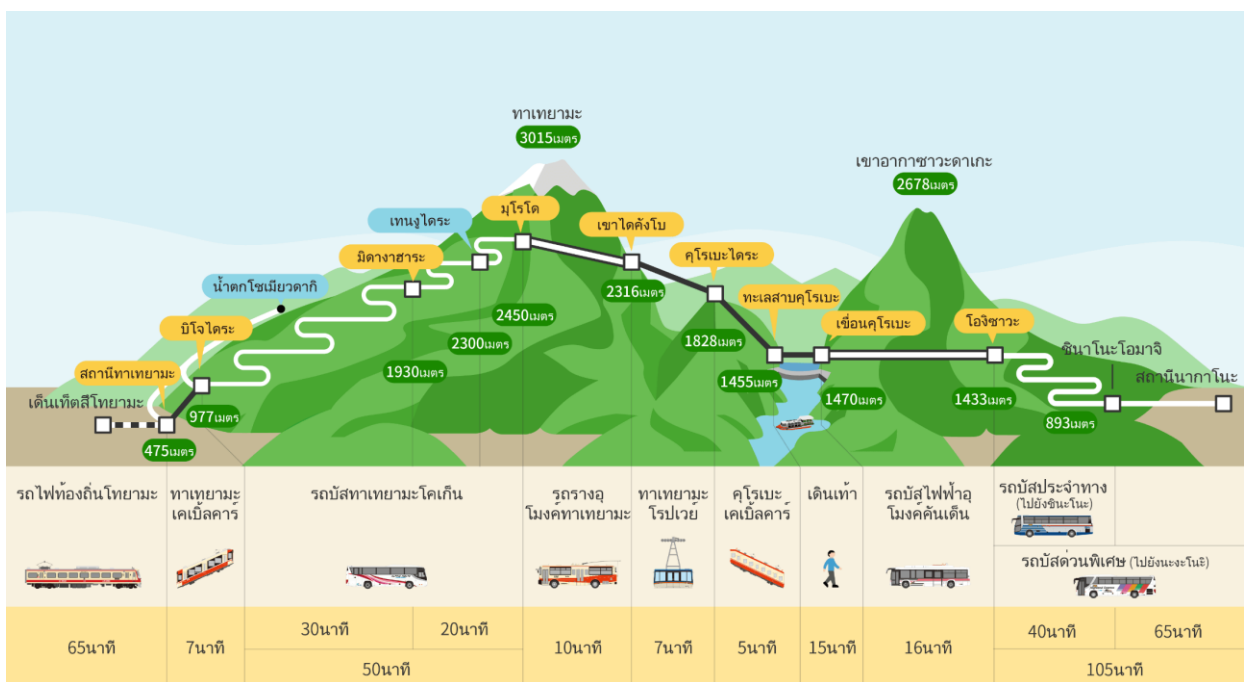 ทาเทยามะ
3015เมตร
เขาอากาซาวะดาเกะ
2678เมตร
มุโรโด
เทนงูไดระ
เขาไดคังโบ
มิดางาฮาระ
คุโรเบะไดระ
น้ำตกโชเมียวดากิ
2316เมตร
ทะเลสาบคุโรเบะ
2450เมตร
บิโจไดระ
เขื่อนคุโรเบะ
โองิซาวะ
1828เมตร
2300เมตร
ชินาโนะโอมาจิ
สถานีทาเทยามะ
1930เมตร
1455เมตร
สถานีนากาโนะ
เด็นเท็ตสึโทยามะ
977เมตร
1470เมตร
1433เมตร
893เมตร
475เมตร
รถไฟท้องถิ่นโทยามะ
ทาเทยามะ
เคเบิ้ลคาร์
รถบัสทาเทยามะโคเก็น
รถรางอุ
โมงค์ทาเทยามะ
ทาเทยามะ
โรปเวย์
คุโรเบะ
เคเบิ้ลคาร์
เดินเท้า
รถบัสไฟฟ้าอุ
โมงค์คันเด็น
รถบัสประจำทาง
(ไปยังชินะโนะ)
รถบัสด่วนพิเศษ (ไปยังนะงะโนะ)
65นาที
7นาที
30นาที
20นาที
50นาที
10นาที
7นาที
5นาที
15นาที
16นาที
40นาที
65นาที
105นาที